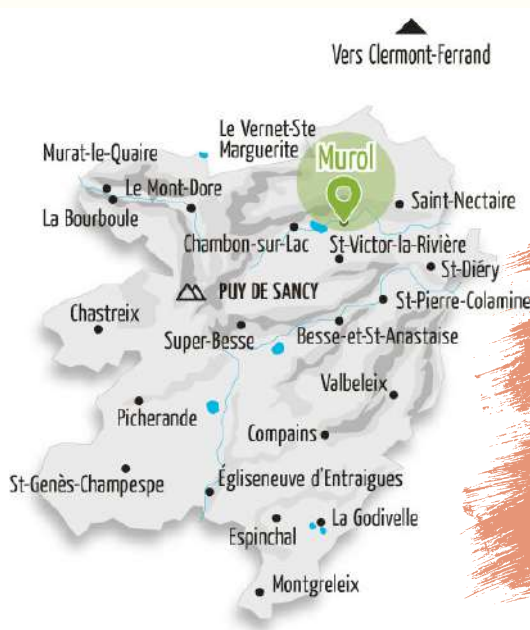 Vers Clermont-Ferrand
Le Vernet-Ste
Marguerite
Murol
Murat-le-Quaire
Le Mont-Dore
Saint-Nectaire
La Bourboule
Chambon-sur-Lac
St-Victor-la-Rivière
St-Diéry
PUY DE SANCY
St-Pierre-Colamine
Chastreix
Super-Besse
Besse-et-St-Anastaise
Valbeleix
Picherande
Compains
St-Genès-Champespe
Égliseneuve d'Entraigues
Espinchal
La Godivelle
Montgreleix